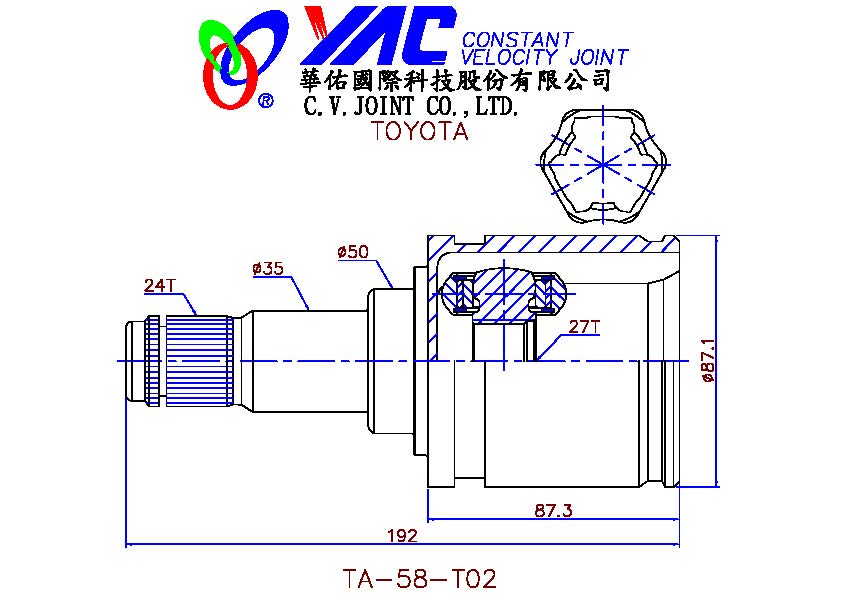 YAC CONSTANT
VELOCITY JOINT
華佑國際科技股份有限公司
®
C.V.JOINT CO.,LTD.
TOYOTA
ø50
ø35
24T
27T
ø87.1
87.3
192
TA-58-T02